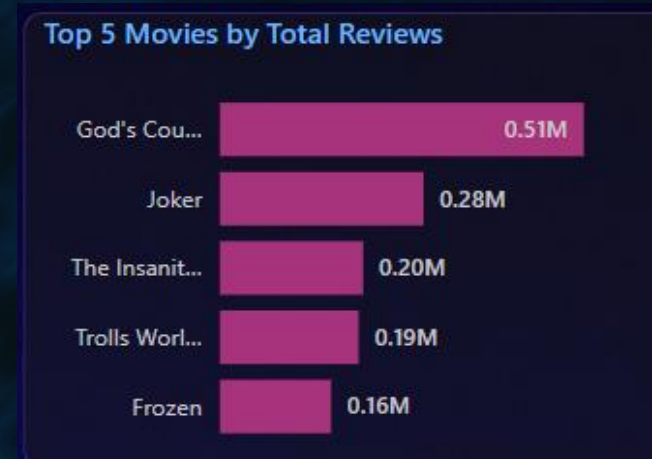 Top 5 Movies by Total Reviews
God's Cou... 0.51M
Joker 0.28M
The Insanit... 0.20M
Trolls Worl... 0.19M
Frozen 0.16M